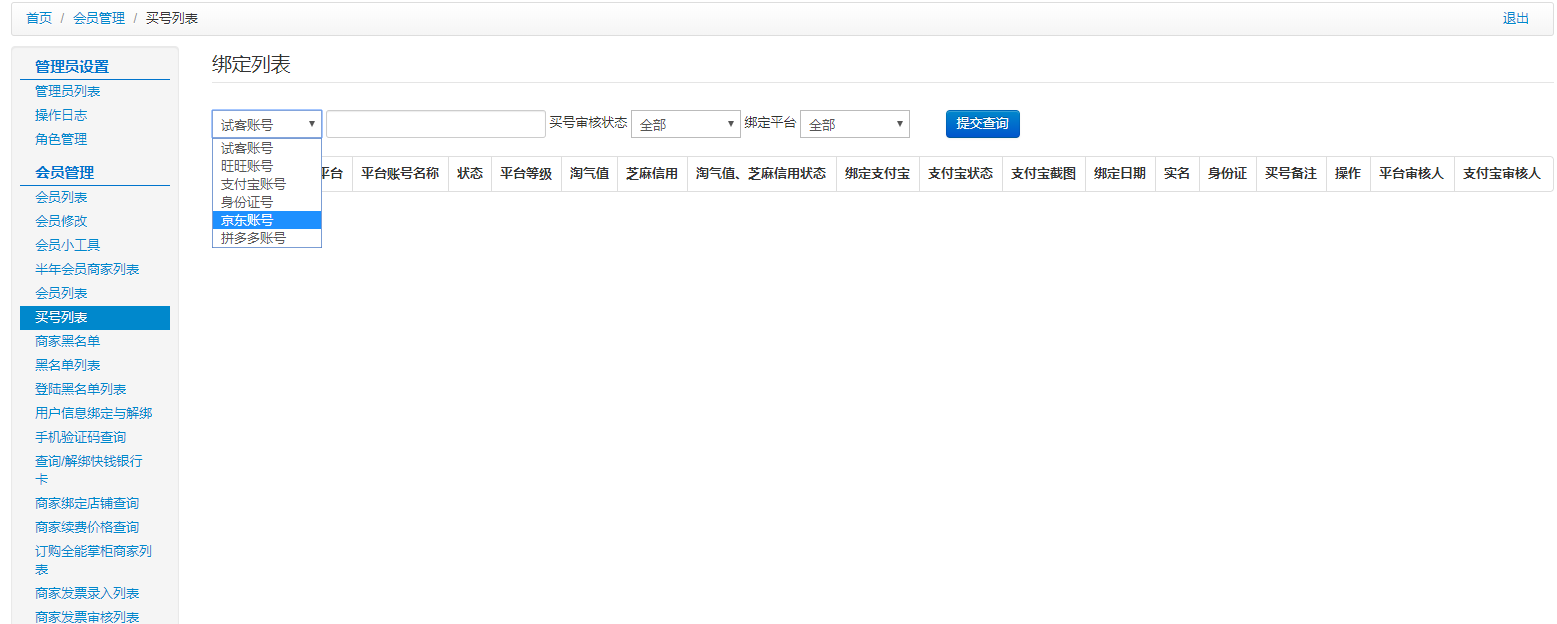 首页 / 会员管理 / 买号列表 退出
管理员设置
管理员列表
操作日志
角色管理
会员管理
会员列表
会员修改
会员小工具
半年会员商家列表
会员列表
买号列表
商家黑名单
黑名单列表
登陆黑名单列表
用户信息绑定与解绑
手机验证码查询
查询/解绑快钱银行
卡
商家绑定店铺查询
商家续费价格查询
订购全能掌柜商家列
表
商家发票录入列表
商家发票审核列表
绑定列表
试客账号 买号审核状态 全部 绑定平台 全部 提交查询
试客账号
旺旺账号
支付宝账号
身份证号
京东账号
拼多多账号
平台 平台账号名称 状态 平台等级 淘气值 芝麻信用 淘气值、芝麻信用状态 绑定支付宝 支付宝状态 支付宝截图 绑定日期 实名 身份证 买号备注 操作 平台审核人 支付宝审核人